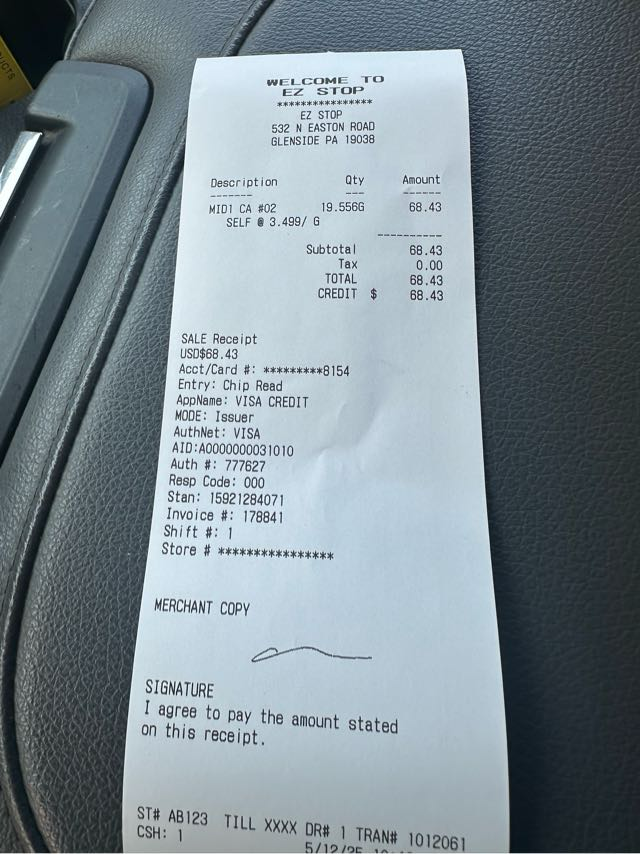 UCTS
WELCOME TO
EZ STOP
****************
EZ STOP
532 N EASTON ROAD
GLENSIDE PA 19038
Description Qty Amount
------- --- ------
MID1 CA #02 19.556G 68.43
SELF @ 3.499/ G
----------
Subtotal 68.43
Tax 0.00
TOTAL 68.43
CREDIT $ 68.43
SALE Receipt
USD$68.43
Acct/Card #: *********8154
Entry: Chip Read
AppName: VISA CREDIT
MODE: Issuer
AuthNet: VISA
AID:A0000000031010
Auth #: 777627
Resp Code: 000
Stan: 15921284071
Invoice #: 178841
Shift #: 1
Store # ****************
MERCHANT COPY
SIGNATURE
I agree to pay the amount stated
on this receipt.
ST# AB123 TILL XXXX DR# 1 TRAN# 1012061
CSH: 1 5/12/25